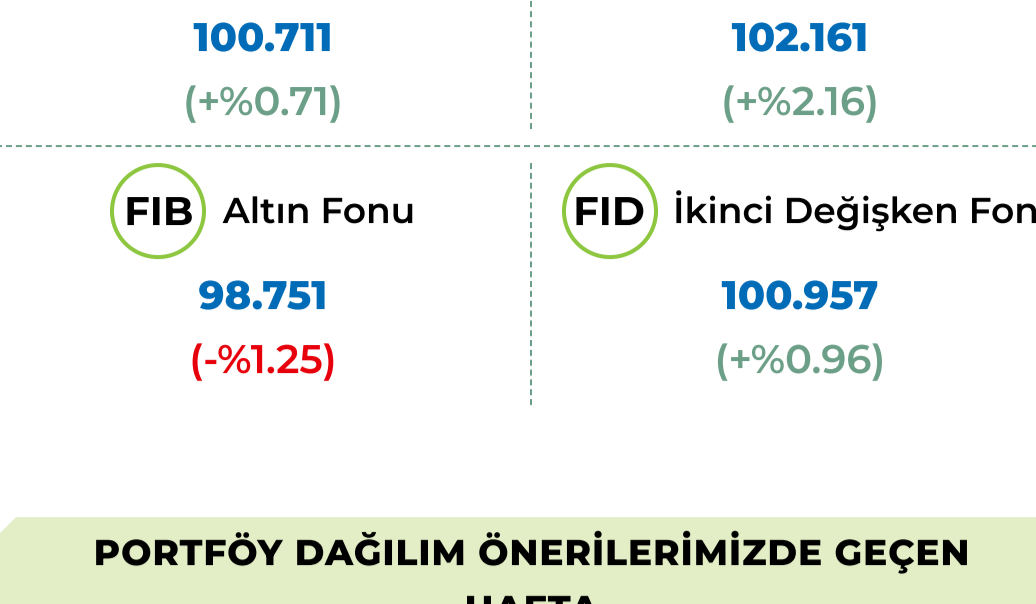 100.711
102.161
(+%0.71)
(+%2.16)
FIB Altın Fonu
FID İkinci Değişken Fon
98.751
100.957
(-%1.25)
(+%0.96)
PORTFÖY DAĞILIM ÖNERİLERİMİZDE GEÇEN
HAFTA